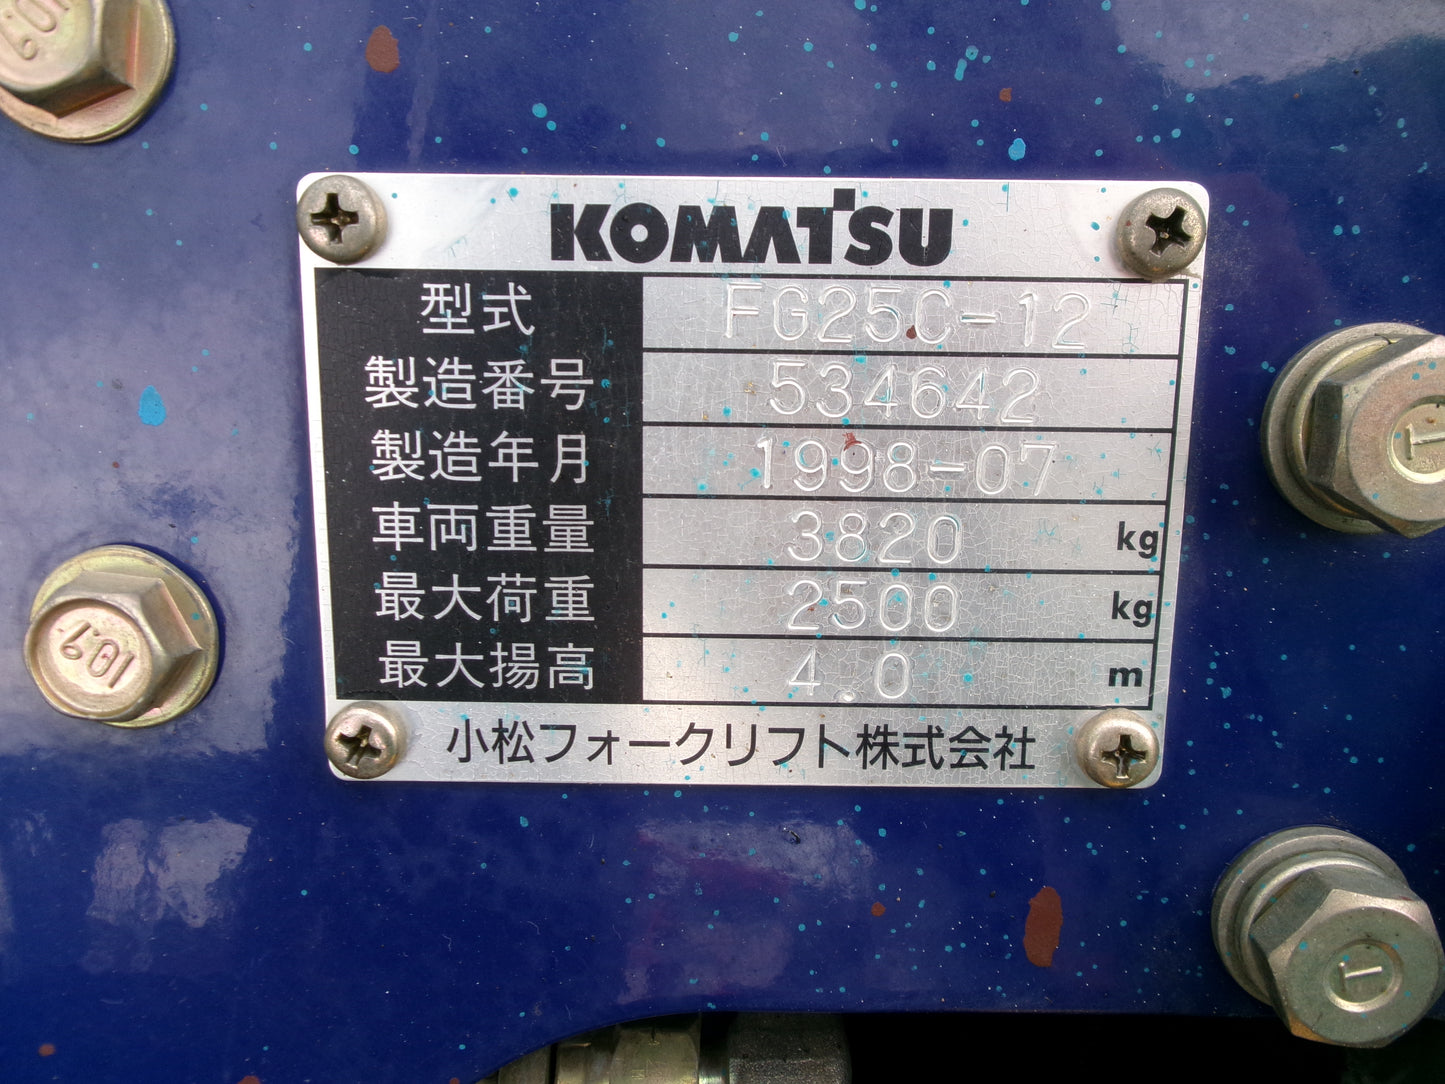 KOMATSU
型式 FG25C-12
製造番号 534642
製造年月 1998-07
車両重量 3820 kg
最大荷重 2500 kg
最大揚高 4.0 m
小松フォークリフト株式会社
10.9